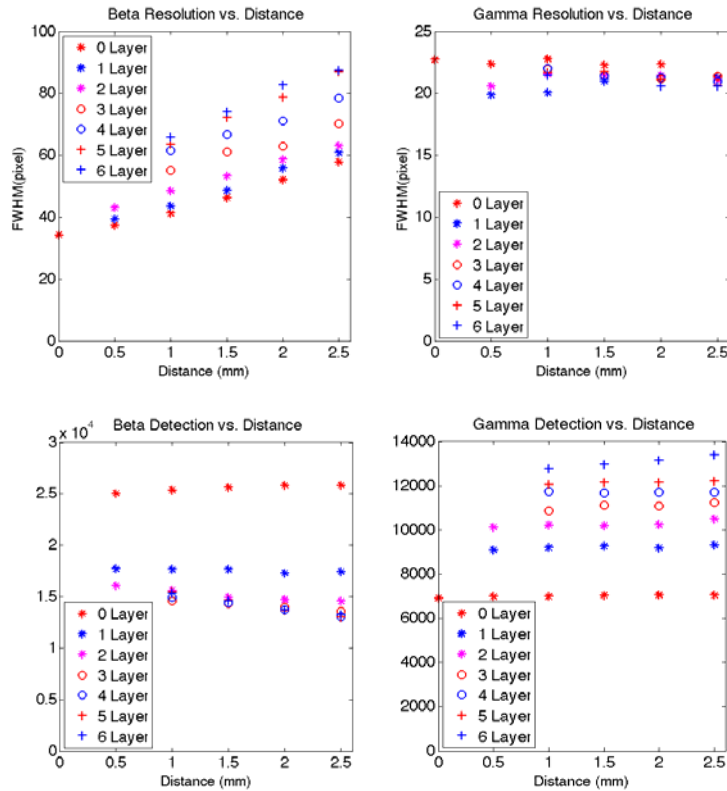 Beta Resolution vs. Distance
100
80
60
40
20
0
FWHM(pixel)
0 Layer
1 Layer
2 Layer
3 Layer
4 Layer
5 Layer
6 Layer
0 0.5 1 1.5 2 2.5
Distance (mm)
Gamma Resolution vs. Distance
25
20
15
10
5
0
FWHM(pixel)
0 Layer
1 Layer
2 Layer
3 Layer
4 Layer
5 Layer
6 Layer
0 0.5 1 1.5 2 2.5
Distance (mm)
Beta Detection vs. Distance
x 10^4
3
2.5
2
1.5
1
0.5
0
0 Layer
1 Layer
2 Layer
3 Layer
4 Layer
5 Layer
6 Layer
0 0.5 1 1.5 2 2.5
Distance (mm)
Gamma Detection vs. Distance
14000
12000
10000
8000
6000
4000
2000
0
0 Layer
1 Layer
2 Layer
3 Layer
4 Layer
5 Layer
6 Layer
0 0.5 1 1.5 2 2.5
Distance (mm)